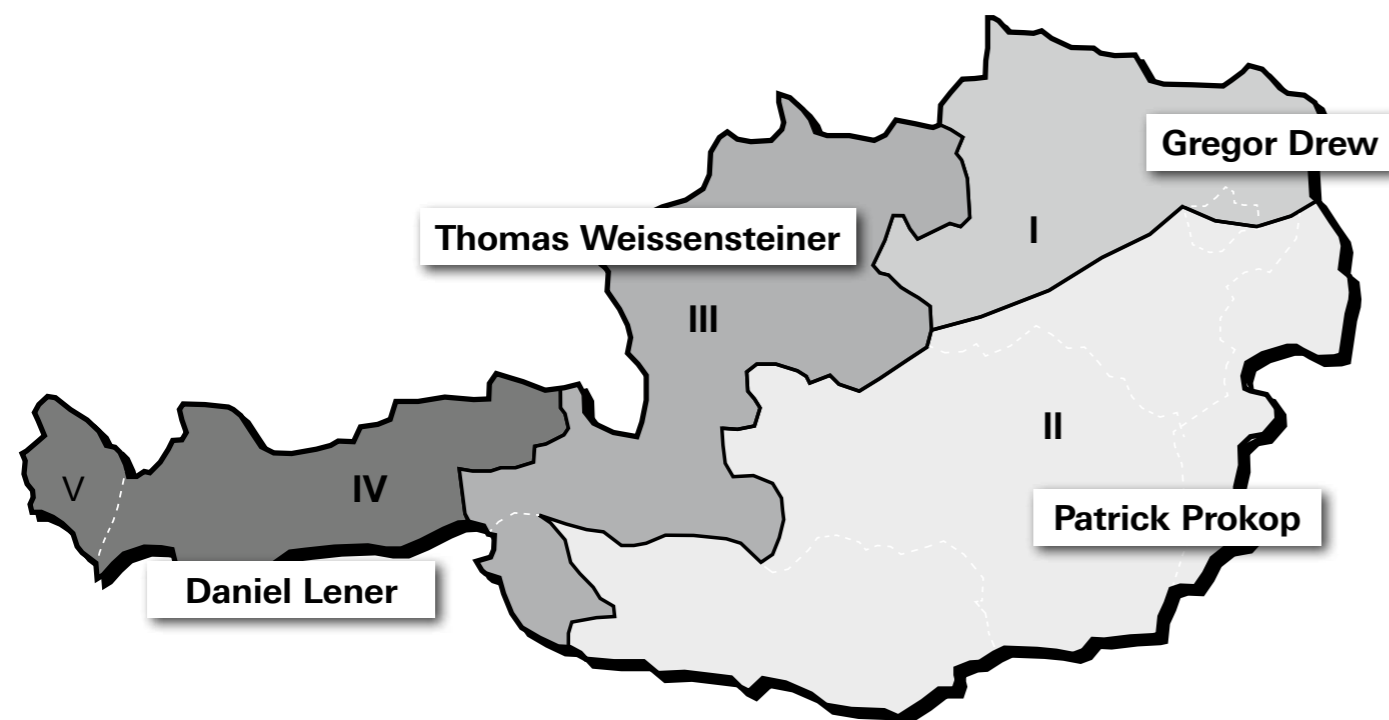 Gregor Drew
Thomas Weissensteiner
I
III
II
V
IV
Patrick Prokop
Daniel Lener